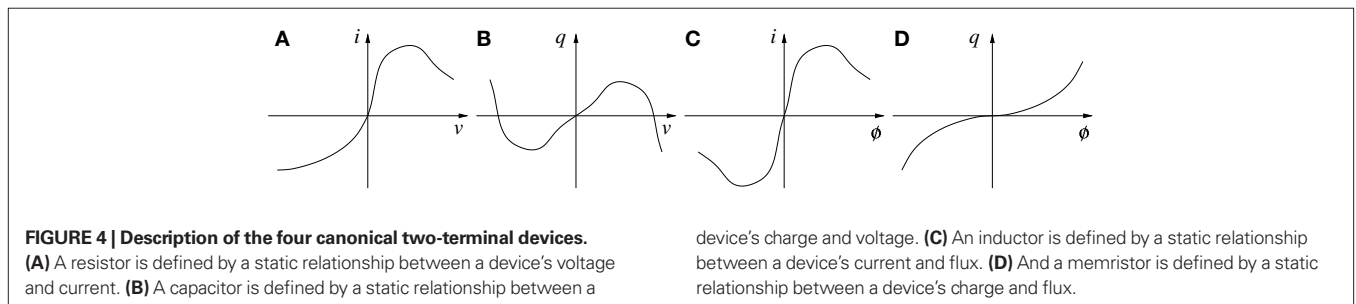 A i v
B q v
C i ϕ
D q ϕ
FIGURE 4 | Description of the four canonical two-terminal devices.
(A) A resistor is defined by a static relationship between a device's voltage
and current. (B) A capacitor is defined by a static relationship between a
device's charge and voltage. (C) An inductor is defined by a static relationship
between a device's current and flux. (D) And a memristor is defined by a static
relationship between a device's charge and flux.